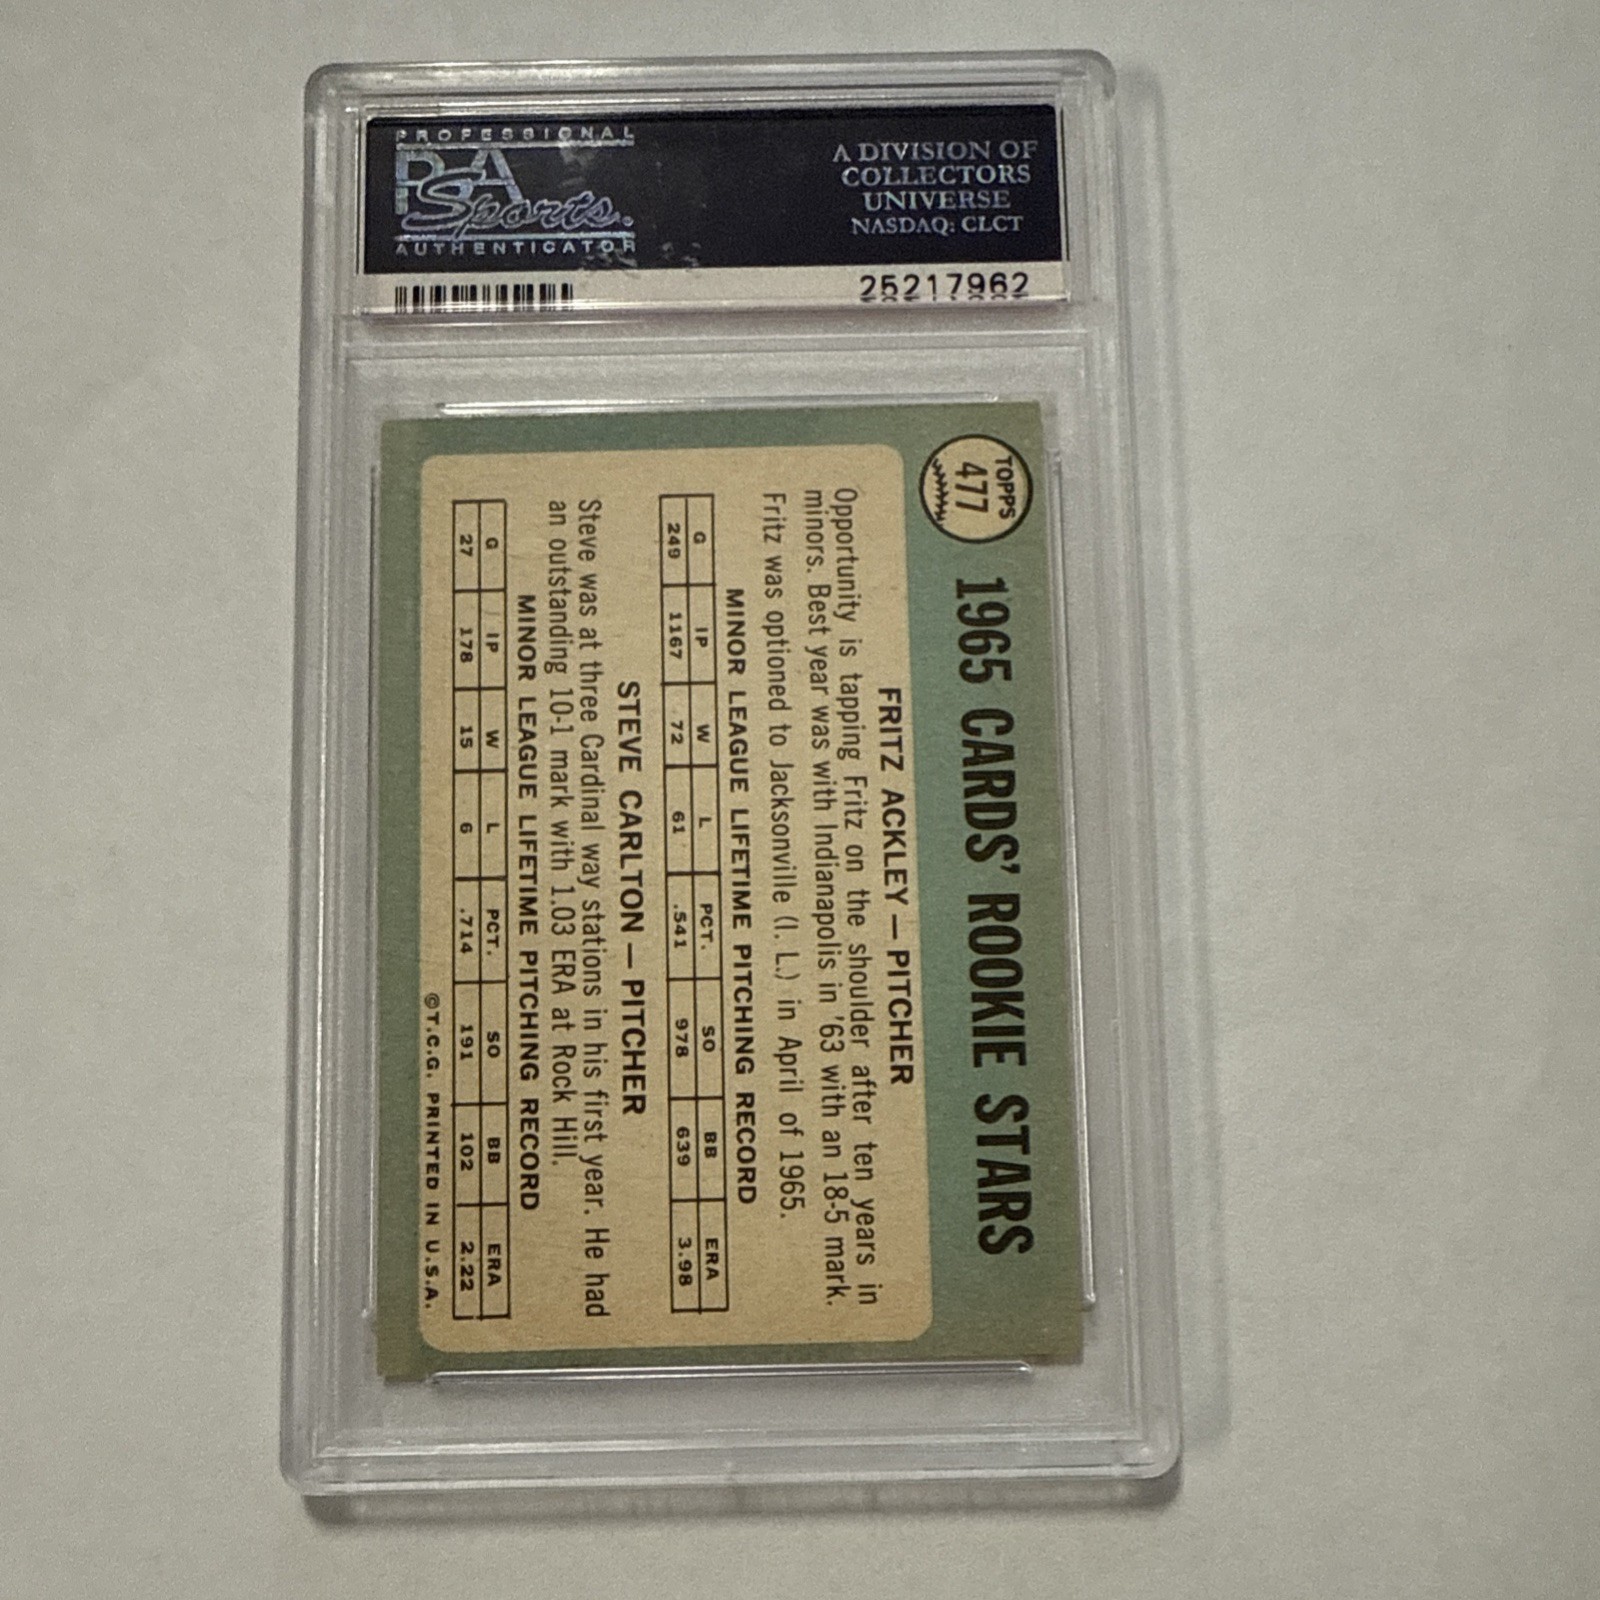 PROFESSIONAL
PSA
Sports.
AUTHENTICATOR
A DIVISION OF
COLLECTORS
UNIVERSE
NASDAQ: CLCT
25217962
TOPPS
477
1965 CARDS' ROOKIE STARS
FRITZ ACKLEY — PITCHER
Opportunity is tapping Fritz on the shoulder after ten years in
minors. Best year was with Indianapolis in '63 with an 18-5 mark.
Fritz was optioned to Jacksonville (I. L.) in April of 1965.
MINOR LEAGUE LIFETIME PITCHING RECORD
G IP W L PCT. SO BB ERA
249 1167 72 61 .541 978 639 3.98
STEVE CARLTON — PITCHER
Steve was at three Cardinal way stations in his first year. He had
an outstanding 10-1 mark with 1.03 ERA at Rock Hill.
MINOR LEAGUE LIFETIME PITCHING RECORD
G IP W L PCT. SO BB ERA
27 178 15 6 .714 191 102 2.22
©T.C.G. PRINTED IN U.S.A.